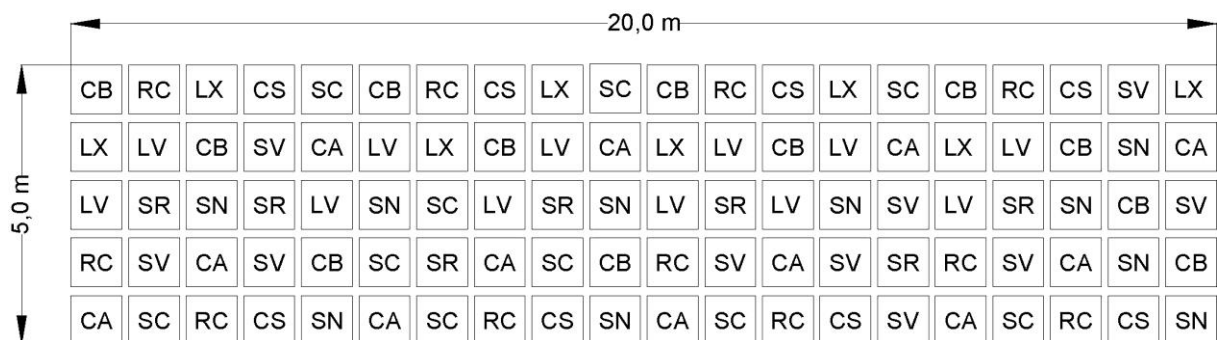 20,0 m
CB RC LX CS SC CB RC CS LX SC CB RC CS LX SC CB RC CS SV LX
LX LV CB SV CA LV LX CB LV CA LX LV CB LV CA LX LV CB SN CA
5,0 m
LV SR SN SR LV SN SC LV SR SN LV SR LV SN SV LV SR SN CB SV
RC SV CA SV CB SC SR CA SC CB RC SV CA SV SR RC SV CA SN CB
CA SC RC CS SN CA SC RC CS SN CA SC RC CS SV CA SC RC CS SN